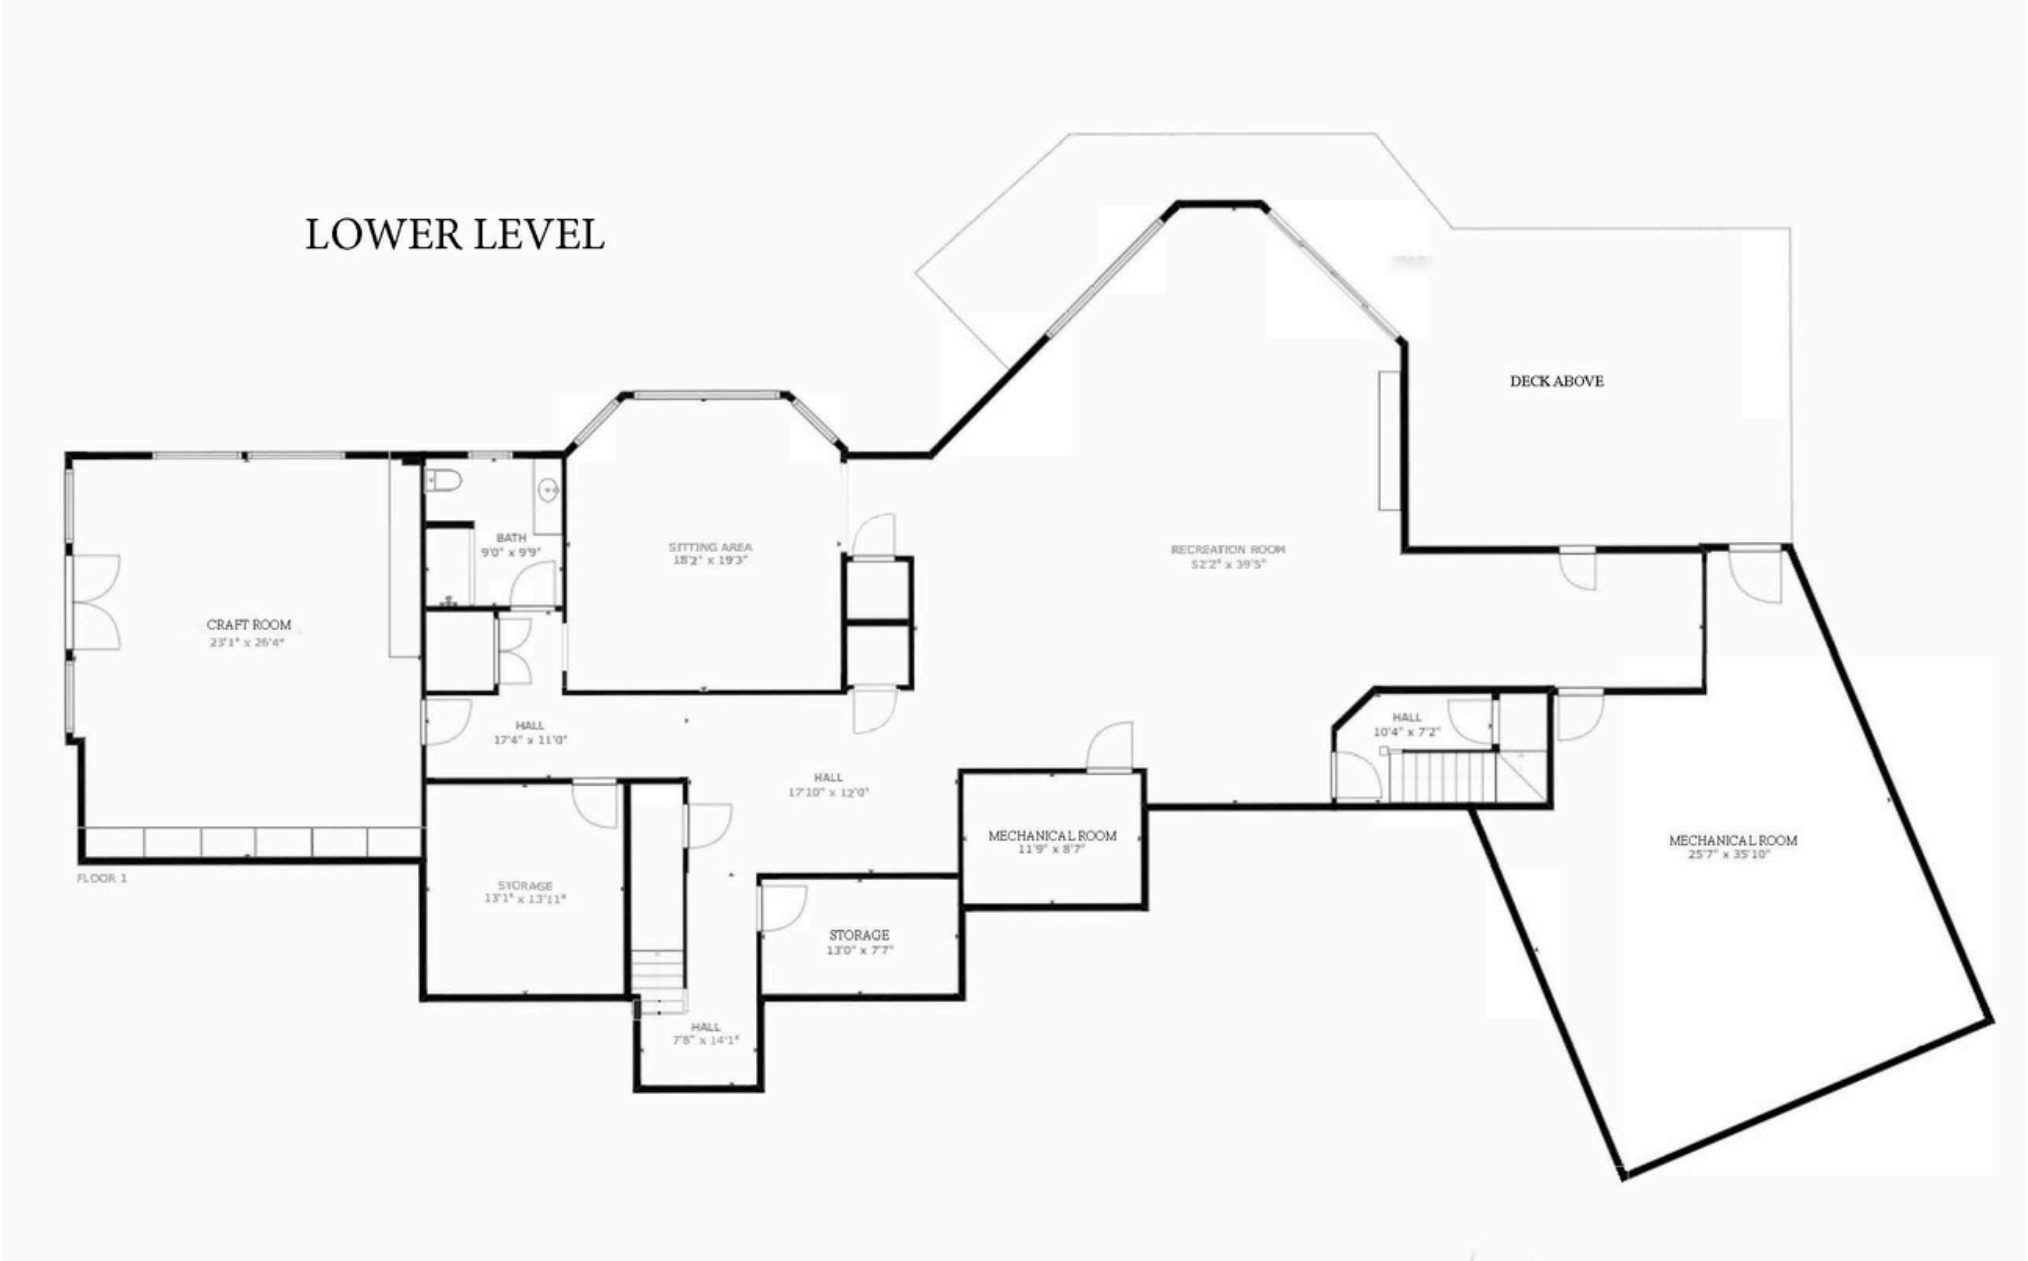 LOWER LEVEL
DECK ABOVE
BATH
9'0" x 9'9"
SITTING AREA
18'2" x 19'3"
RECREATION ROOM
52'2" x 39'5"
CRAFT ROOM
23'1" x 26'4"
HALL
17'4" x 11'0"
HALL
10'4" x 7'2"
HALL
17'10" x 12'0"
MECHANICAL ROOM
11'9" x 8'7"
MECHANICAL ROOM
25'7" x 35'10"
FLOOR 1
STORAGE
13'1" x 13'11"
STORAGE
13'0" x 7'7"
HALL
7'8" x 14'1"